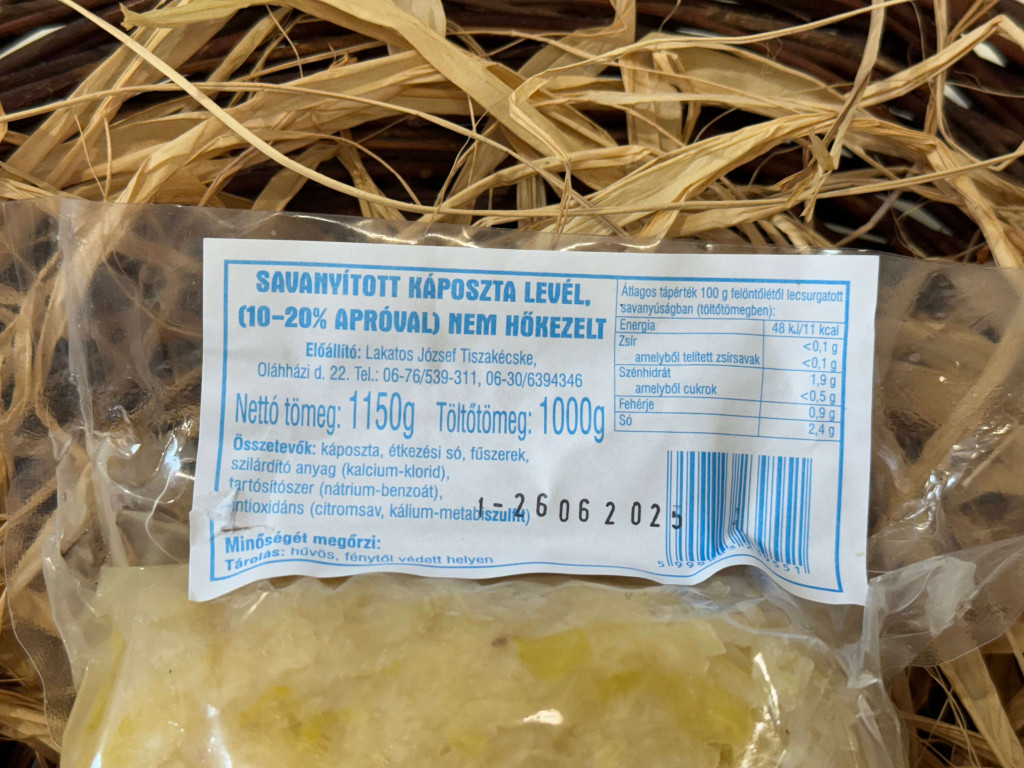 SAVANYÍTOTT KÁPOSZTA LEVÉL,
(10-20% APRÓVAL) NEM HŐKEZELT
Előállító: Lakatos József Tiszakécske,
Oláhházi d. 22. Tel.: 06-76/539-311, 06-30/6394346
Nettó tömeg: 1150g Töltőtömeg: 1000g
Összetevők: káposzta, étkezési só, fűszerek,
szilárdító anyag (kalcium-klorid),
tartósítószer (nátrium-benzoát),
antioxidáns (citromsav, kálium-metabiszulfit)
1-26062025
Minőségét megőrzi:
Tárolás: hűvös, fénytől védett helyen
Átlagos tápérték 100 g felöntőlétől lecsurgatott
savanyúságban (töltőtömegben):
Energia 48 kJ/11 kcal
Zsír <0,1 g
amelyből telített zsírsavak <0,1 g
Szénhidrát 1,9 g
amelyből cukrok <0,5 g
Fehérje 0,9 g
Só 2,4 g